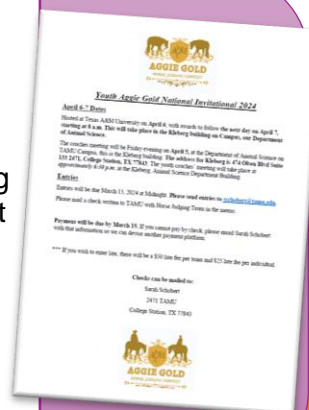 AGGIE GOLD
Youth Aggie Gold National Invitational 2024
April 6-7 Dates
Hosted at Texas A&M University on April 6, with awards to follow the next day on April 7,
starting at 8 a.m. This will take place in the Kleberg building on Campus, our Department
of Animal Science.
The coaches meeting will be Friday evening on April 5, at the Department of Animal Science on
TAMU Campus, this is the Kleberg building. The address for Kleberg is 474 Olsen Blvd Suite
2471, College Station, TX 77843. The youth coaches' meeting will take place at
approximately 6:30 p.m. at the Kleberg, Animal Science Department Building.
Entries
Entries will be due March 15, 2024 at Midnight. Please send entries to
Please send a check written to TAMU with Horse Judging Team in the memo.
Payment will be due by March 19. If you cannot pay by check, please email Sarah Schobert
with that information so we can devise another payment platform.
*** If you wish to enter late, there will be a $50 late fee per team and $25 late fee per individual.
Checks can be mailed to:
Sarah Schobert
2471 TAMU
College Station, TX 77843
AGGIE GOLD
g
t